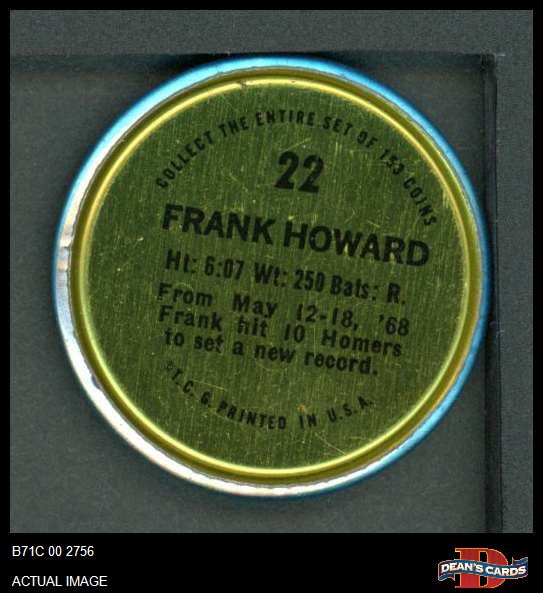 COLLECT THE ENTIRE SET OF 153 COINS
22
FRANK HOWARD
Ht: 6:07 Wt: 250 Bats: R.
From May 12-18, '68
Frank hit 10 Homers
to set a new record.
©T.C.G. PRINTED IN U.S.A.
B71C 00 2756
ACTUAL IMAGE
D
DEAN'S CARDS